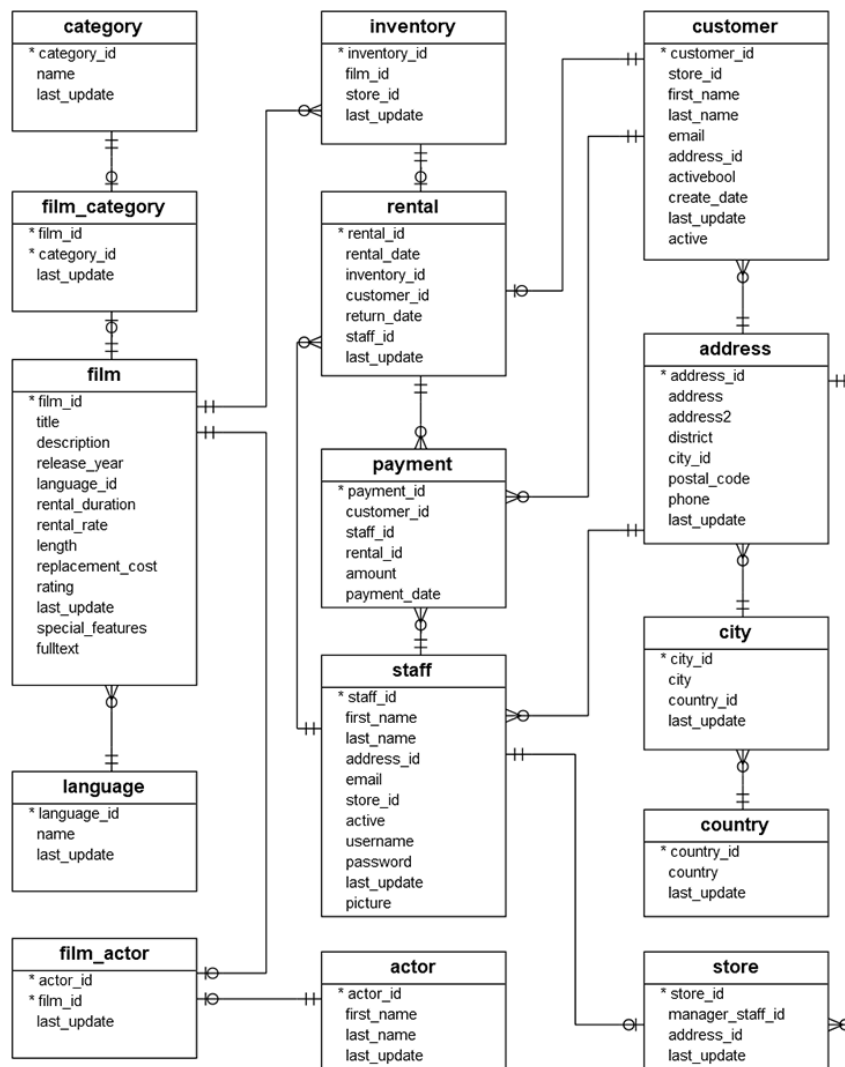 category
* category_id
name
last_update
film_category
* film_id
* category_id
last_update
film
* film_id
title
description
release_year
language_id
rental_duration
rental_rate
length
replacement_cost
rating
last_update
special_features
fulltext
language
* language_id
name
last_update
film_actor
* actor_id
* film_id
last_update
inventory
* inventory_id
film_id
store_id
last_update
rental
* rental_id
rental_date
inventory_id
customer_id
return_date
staff_id
last_update
payment
* payment_id
customer_id
staff_id
rental_id
amount
payment_date
staff
* staff_id
first_name
last_name
address_id
email
store_id
active
username
password
last_update
picture
actor
* actor_id
first_name
last_name
last_update
customer
* customer_id
store_id
first_name
last_name
email
address_id
activebool
create_date
last_update
active
address
* address_id
address
address2
district
city_id
postal_code
phone
last_update
city
* city_id
city
country_id
last_update
country
* country_id
country
last_update
store
* store_id
manager_staff_id
address_id
last_update